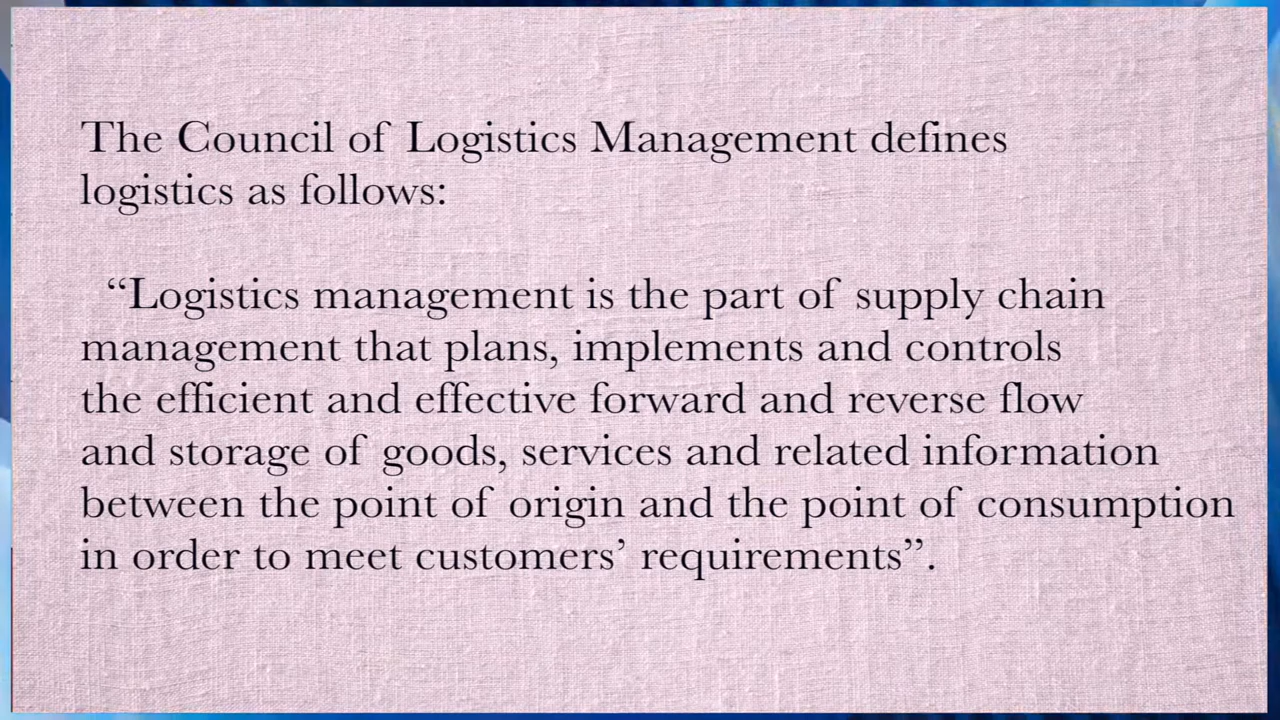 The Council of Logistics Management defines
logistics as follows:
“Logistics management is the part of supply chain
management that plans, implements and controls
the efficient and effective forward and reverse flow
and storage of goods, services and related information
between the point of origin and the point of consumption
in order to meet customers’ requirements”.